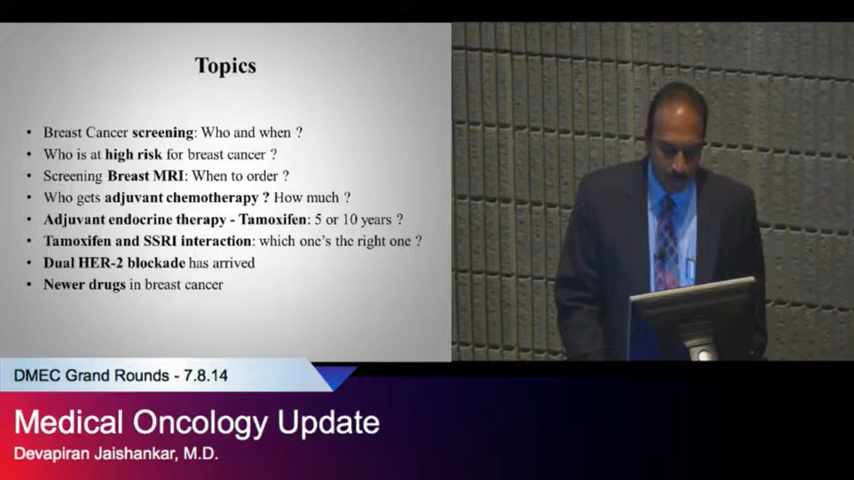 Topics
• Breast Cancer screening: Who and when ?
• Who is at high risk for breast cancer ?
• Screening Breast MRI: When to order ?
• Who gets adjuvant chemotherapy ? How much ?
• Adjuvant endocrine therapy - Tamoxifen: 5 or 10 years ?
• Tamoxifen and SSRI interaction: which one's the right one ?
• Dual HER-2 blockade has arrived
• Newer drugs in breast cancer
DMEC Grand Rounds - 7.8.14
Medical Oncology Update
Devapiran Jaishankar, M.D.